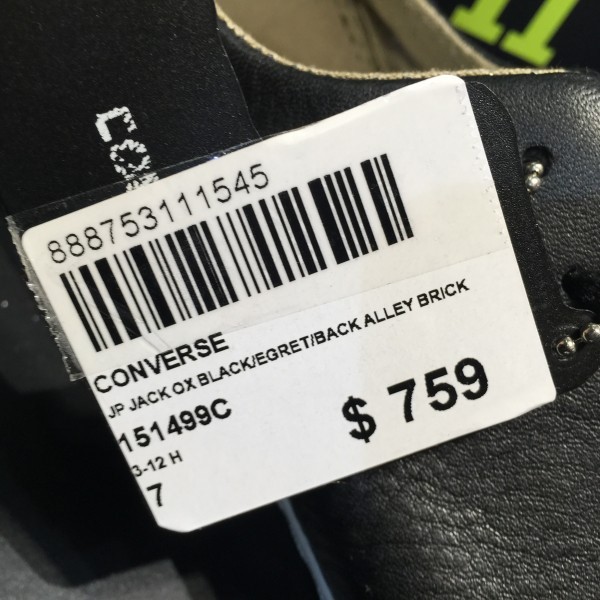 888753111545
CONVERSE
JP JACK OX BLACK/EGRET/BACK ALLEY BRICK
151499C
3-12 H
$ 759
7